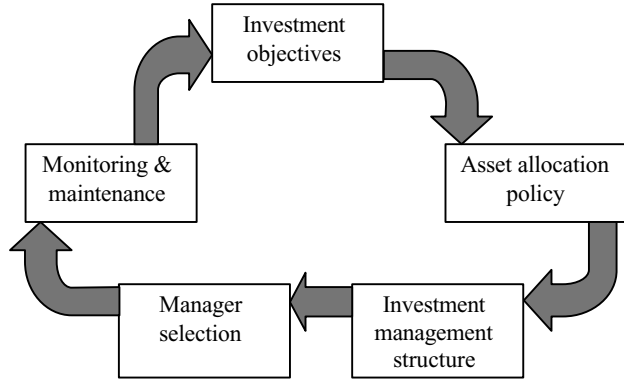 Investment
objectives
Asset allocation
policy
Investment
management
structure
Manager
selection
Monitoring &
maintenance